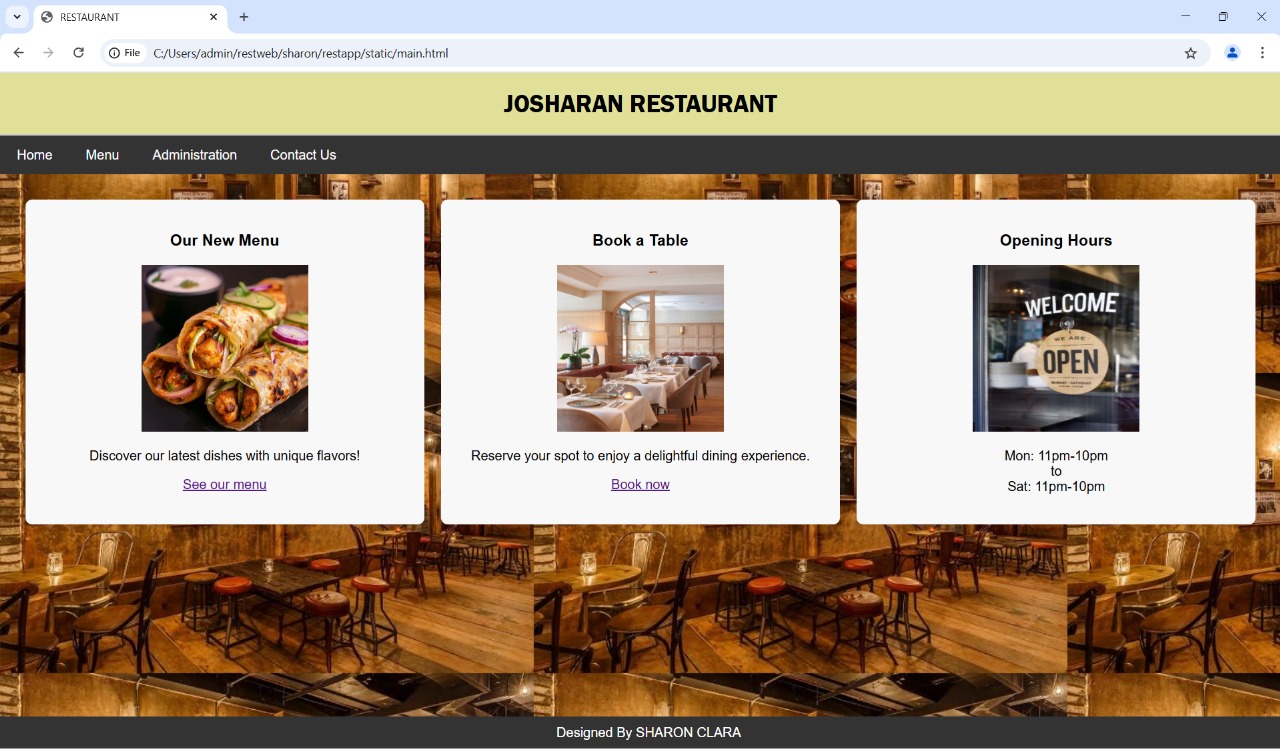 RESTAURANT
File
C:/Users/admin/restweb/sharon/restapp/static/main.html
JOSHARAN RESTAURANT
Home Menu Administration Contact Us
Our New Menu
Discover our latest dishes with unique flavors!
See our menu
Book a Table
Reserve your spot to enjoy a delightful dining experience.
Book now
Opening Hours
WELCOME
WE ARE
OPEN
MONDAY - SATURDAY
Mon: 11pm-10pm
to
Sat: 11pm-10pm
Designed By SHARON CLARA